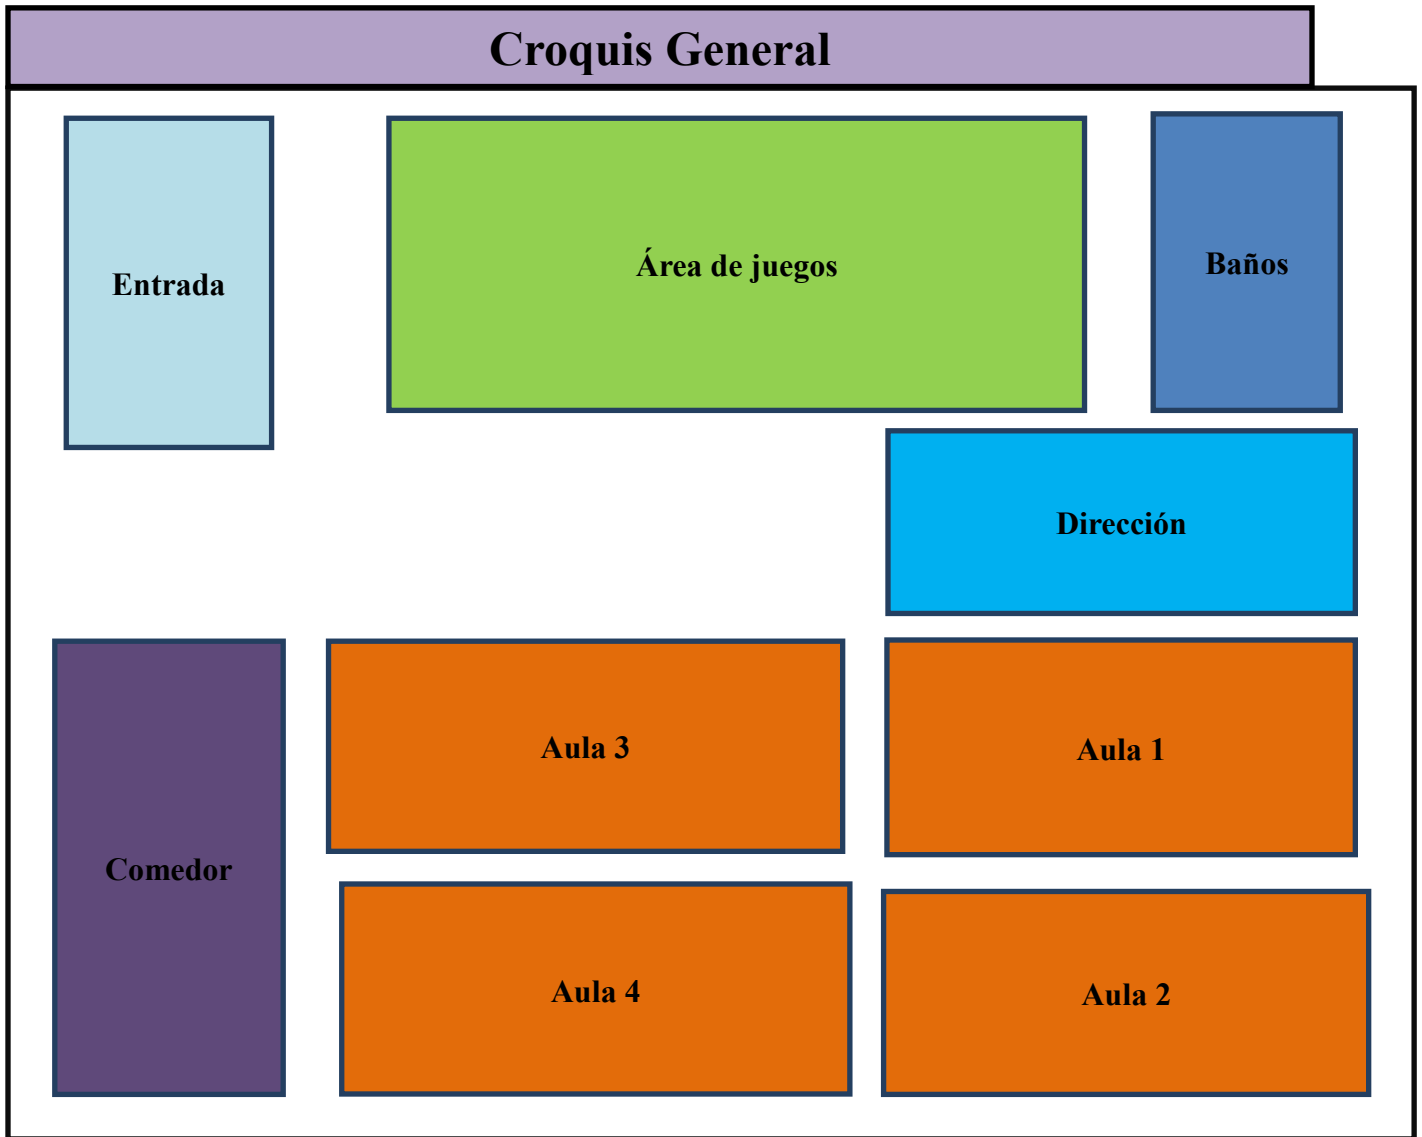 Croquis General
Entrada
Área de juegos
Baños
Dirección
Aula 3
Aula 1
Comedor
Aula 4
Aula 2